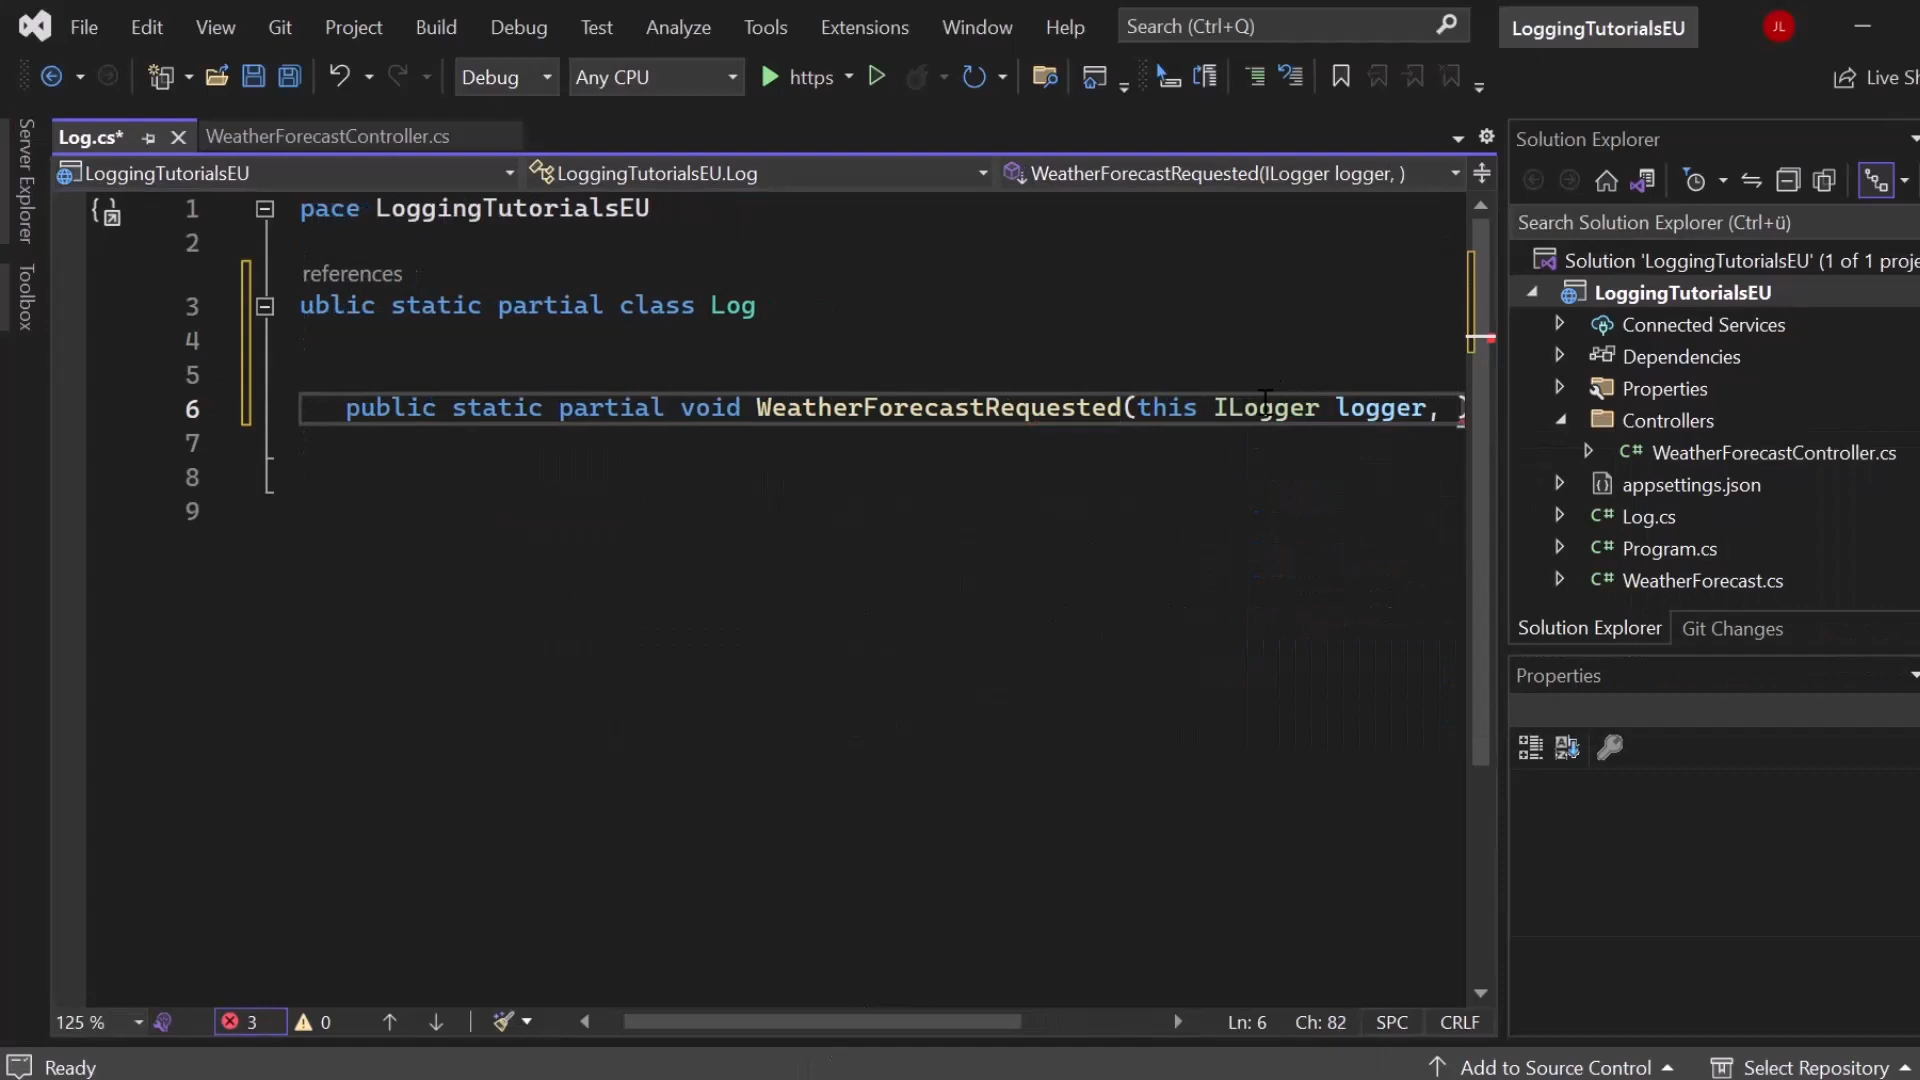 File Edit View Git Project Build Debug Test Analyze Tools Extensions Window Help Search (Ctrl+Q) LoggingTutorialsEU JL
Debug Any CPU https Live Sh
Server Explorer
Toolbox
Log.cs* WeatherForecastController.cs
LoggingTutorialsEU LoggingTutorialsEU.Log WeatherForecastRequested(ILogger logger, )
1 pace LoggingTutorialsEU
2
references
3 ublic static partial class Log
4
5
6 public static partial void WeatherForecastRequested(this ILogger logger, )
7
8
9
125 % 3 0 Ln: 6 Ch: 82 SPC CRLF
Solution Explorer
Search Solution Explorer (Ctrl+ü)
Solution 'LoggingTutorialsEU' (1 of 1 proje
LoggingTutorialsEU
Connected Services
Dependencies
Properties
Controllers
C# WeatherForecastController.cs
appsettings.json
C# Log.cs
C# Program.cs
C# WeatherForecast.cs
Solution Explorer Git Changes
Properties
Ready Add to Source Control Select Repository